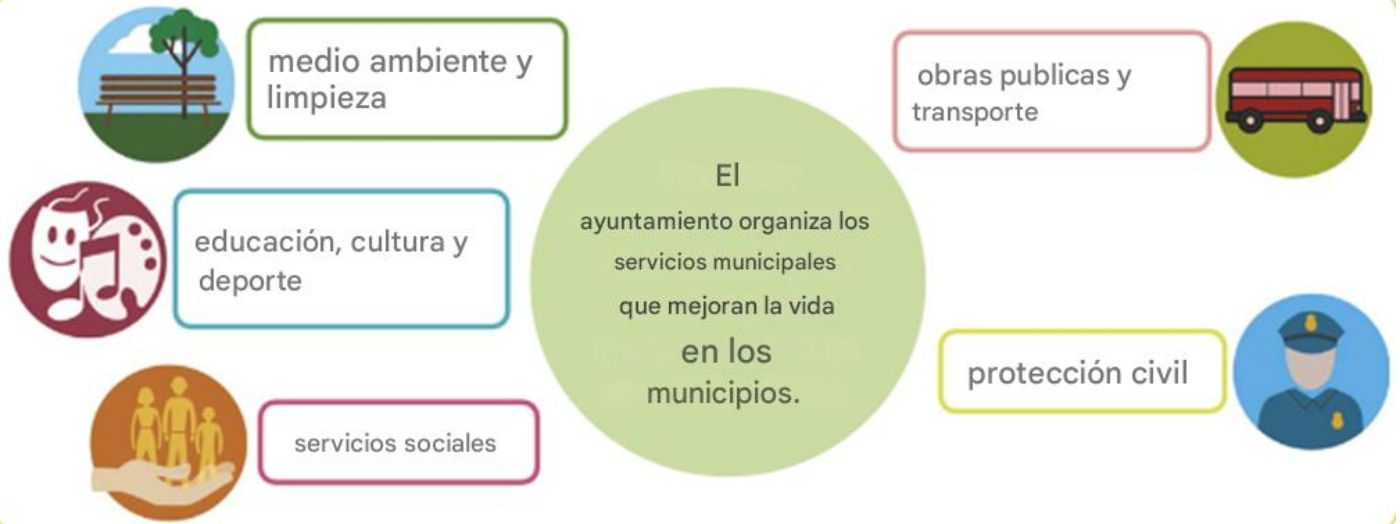 medio ambiente y
limpieza
educación, cultura y
deporte
servicios sociales
El
ayuntamiento organiza los
servicios municipales
que mejoran la vida
en los
municipios.
obras publicas y
transporte
protección civil